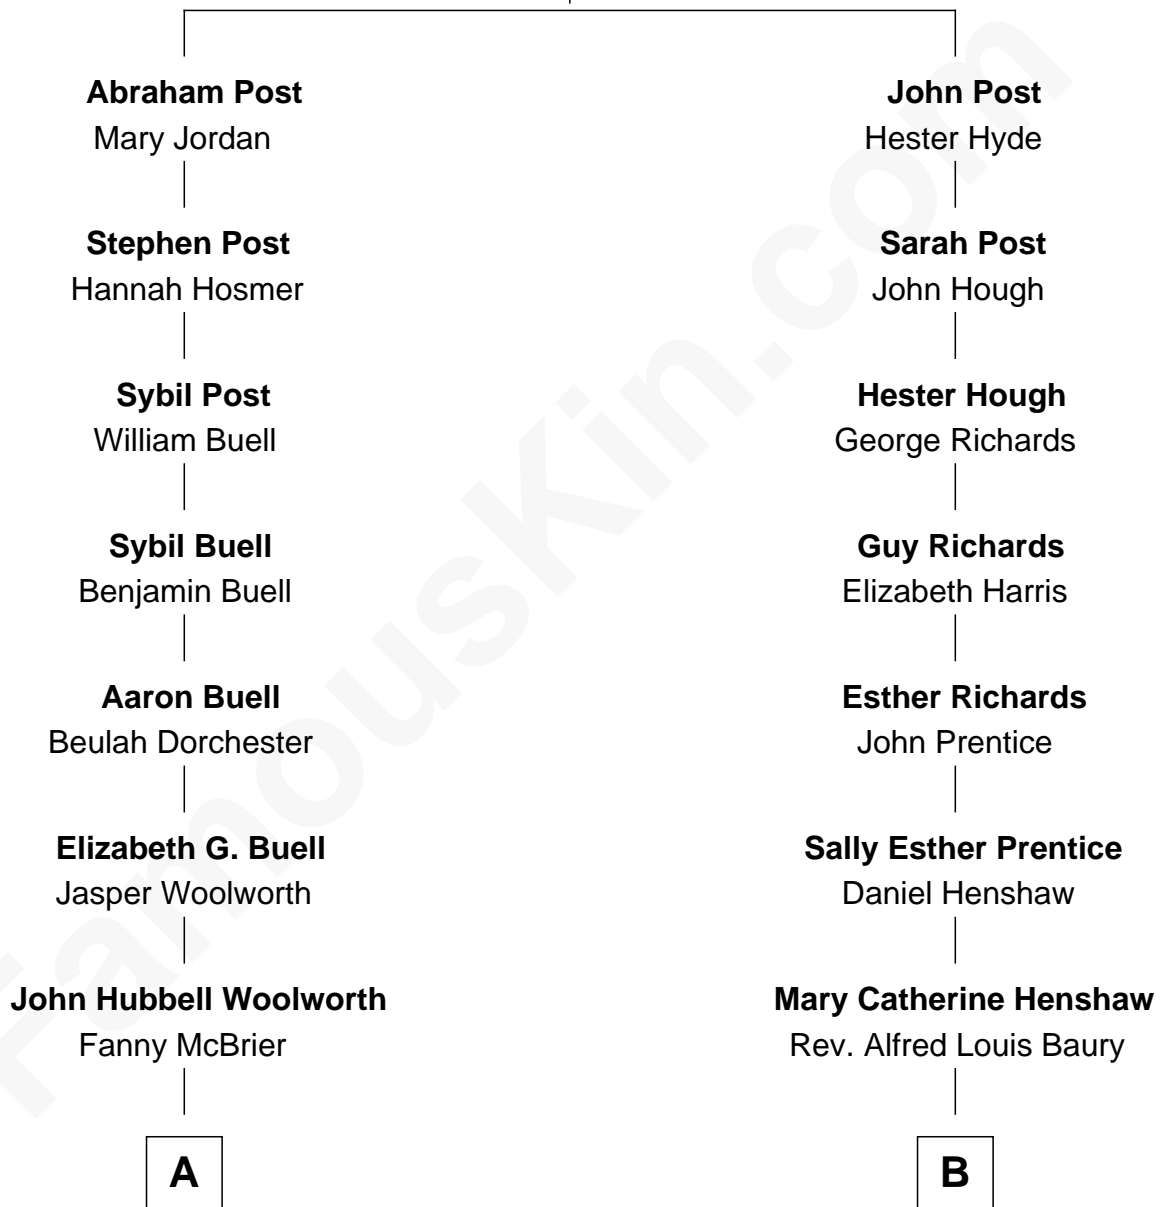 Abraham Post
Mary Jordan
Stephen Post
Hannah Hosmer
Sybil Post
William Buell
Sybil Buell
Benjamin Buell
Aaron Buell
Beulah Dorchester
Elizabeth G. Buell
Jasper Woolworth
John Hubbell Woolworth
Fanny McBrier
A
John Post
Hester Hyde
Sarah Post
John Hough
Hester Hough
George Richards
Guy Richards
Elizabeth Harris
Esther Richards
John Prentice
Sally Esther Prentice
Daniel Henshaw
Mary Catherine Henshaw
Rev. Alfred Louis Baury
B
FamousKin.com